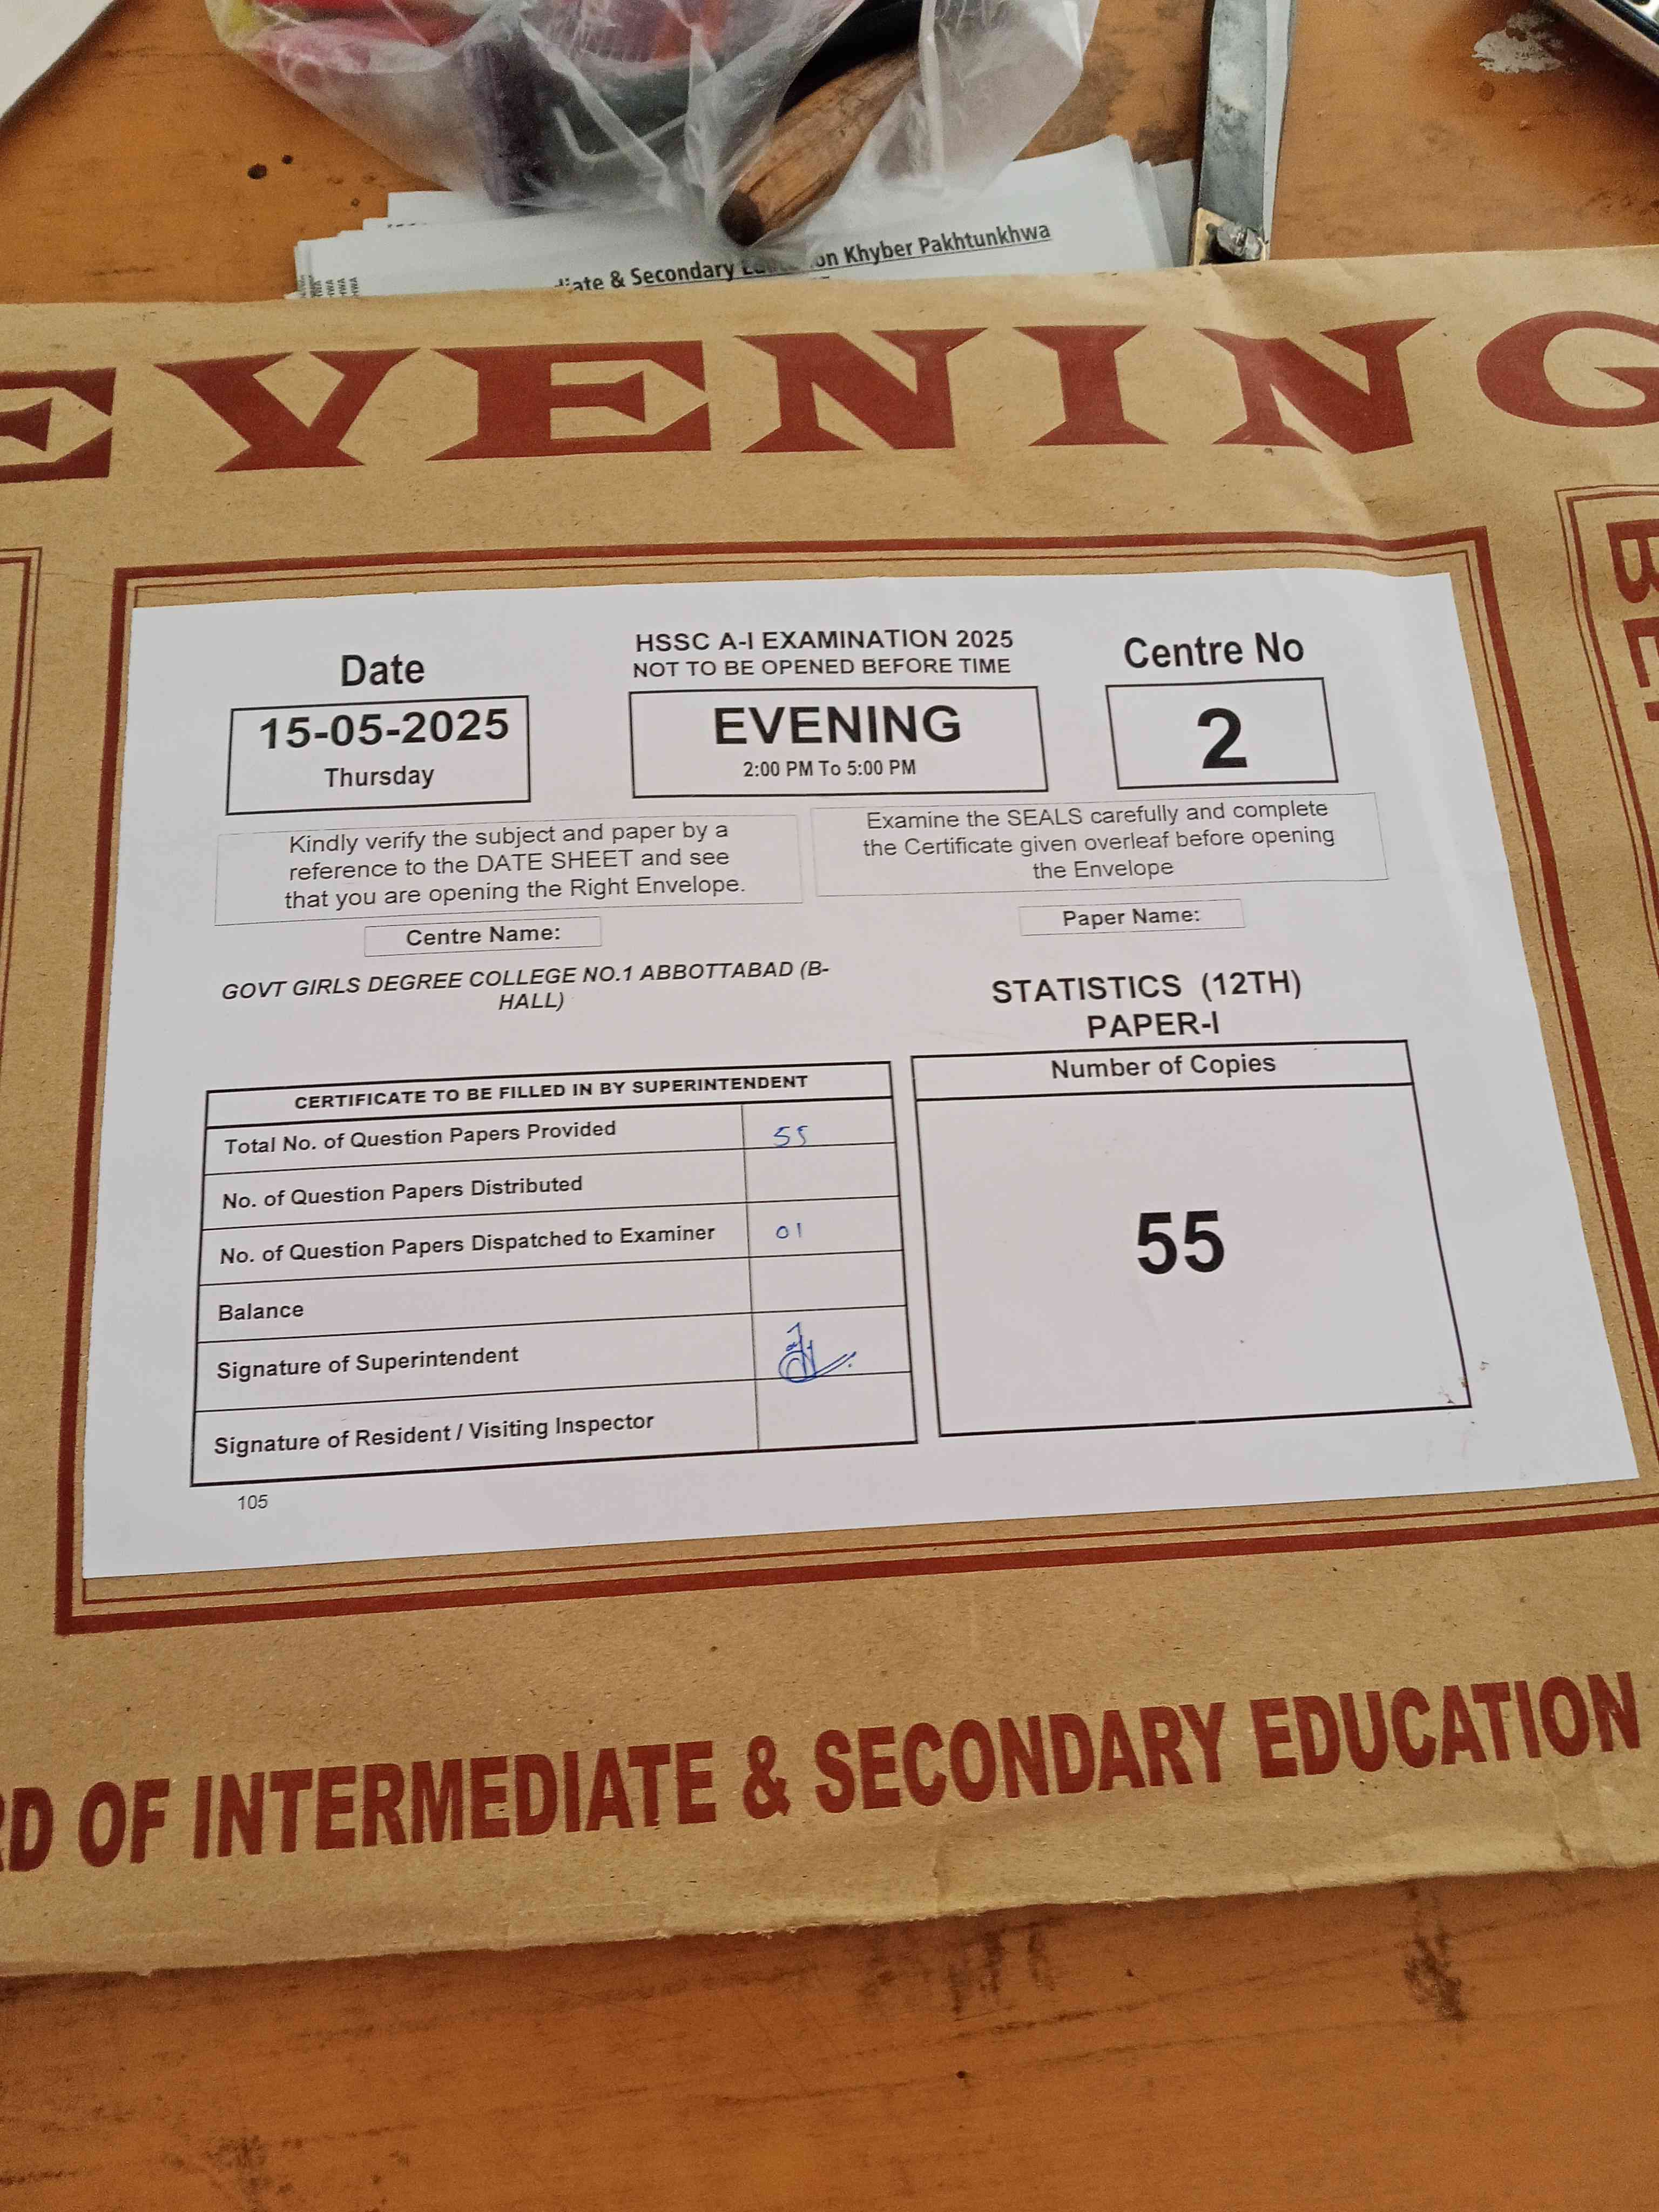 & Secondary
on Khyber Pakhtunkhwa
EVENING
HSSC A-I EXAMINATION 2025
NOT TO BE OPENED BEFORE TIME
Date
15-05-2025
Thursday
EVENING
2:00 PM To 5:00 PM
Centre No
2
Kindly verify the subject and paper by a
reference to the DATE SHEET and see
that you are opening the Right Envelope.
Examine the SEALS carefully and complete
the Certificate given overleaf before opening
the Envelope
Centre Name:
GOVT GIRLS DEGREE COLLEGE NO.1 ABBOTTABAD (B-
HALL)
Paper Name:
STATISTICS (12TH)
PAPER-I
CERTIFICATE TO BE FILLED IN BY SUPERINTENDENT
Total No. of Question Papers Provided 55
No. of Question Papers Distributed
No. of Question Papers Dispatched to Examiner 01
Balance
Signature of Superintendent
Signature of Resident / Visiting Inspector
Number of Copies
55
105
RD OF INTERMEDIATE & SECONDARY EDUCATION